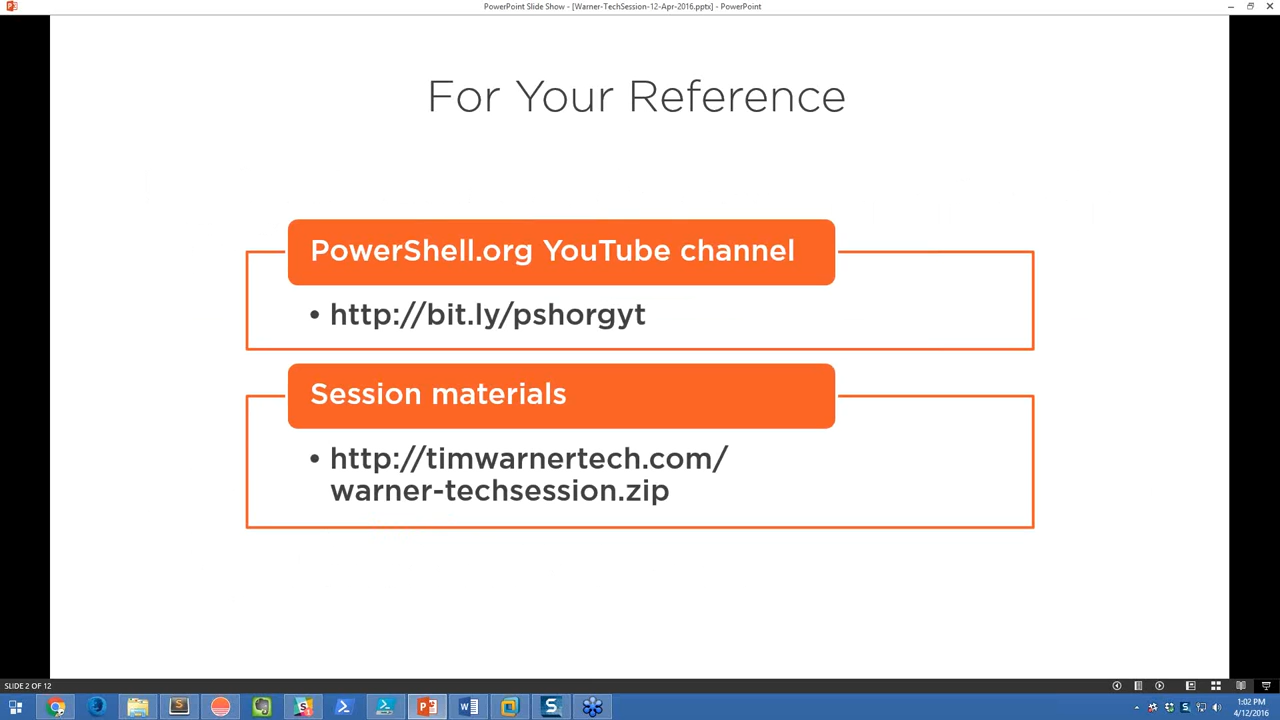 PowerPoint Slide Show - [Warner-TechSession-12-Apr-2016.pptx] - PowerPoint
For Your Reference
PowerShell.org YouTube channel
• http://bit.ly/pshorgyt
Session materials
• http://timwarnertech.com/
warner-techsession.zip
SLIDE 2 OF 12
1:02 PM
4/12/2016